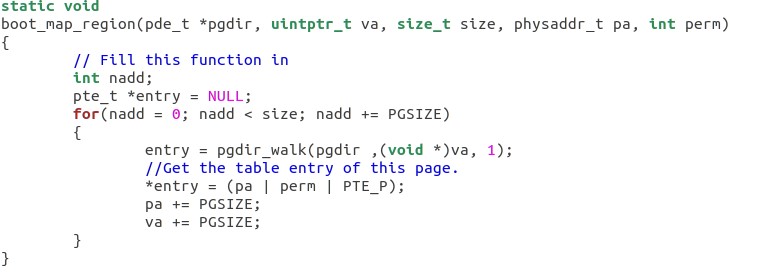 static void
boot_map_region(pde_t *pgdir, uintptr_t va, size_t size, physaddr_t pa, int perm)
{
        // Fill this function in
        int nadd;
        pte_t *entry = NULL;
        for(nadd = 0; nadd < size; nadd += PGSIZE)
        {
                entry = pgdir_walk(pgdir ,(void *)va, 1);
                //Get the table entry of this page.
                *entry = (pa | perm | PTE_P);
                pa += PGSIZE;
                va += PGSIZE;
        }
}